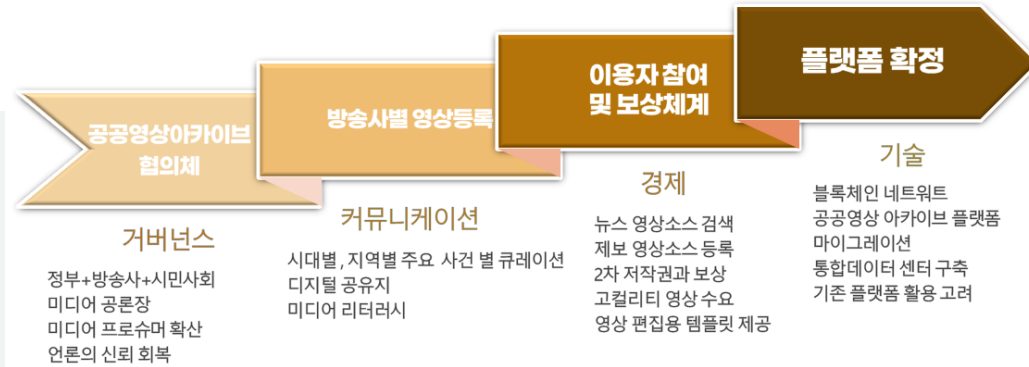 공공영상아카이브
협의체
방송사별 영상등록
이용자 참여
및 보상체계
플랫폼 확정
거버넌스
정부+방송사+시민사회
미디어 공론장
미디어 프로슈머 확산
언론의 신뢰 회복
커뮤니케이션
시대별, 지역별 주요 사건 별 큐레이션
디지털 공유지
미디어 리터러시
경제
뉴스 영상소스 검색
제보 영상소스 등록
2차 저작권과 보상
고컬리티 영상 수요
영상 편집용 템플릿 제공
기술
블록체인 네트워트
공공영상 아카이브 플랫폼
마이그레이션
통합데이터 센터 구축
기존 플랫폼 활용 고려